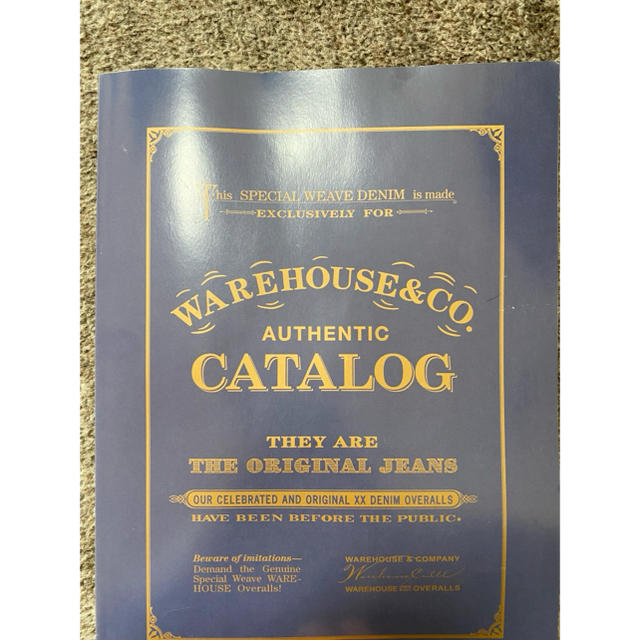 This SPECIAL WEAVE DENIM is made
EXCLUSIVELY FOR
WAREHOUSE&CO.
AUTHENTIC
CATALOG
THEY ARE
THE ORIGINAL JEANS
OUR CELEBRATED AND ORIGINAL XX DENIM OVERALLS
HAVE BEEN BEFORE THE PUBLIC.
Beware of imitations—
Demand the Genuine
Special Weave WARE-
HOUSE Overalls!
WAREHOUSE & COMPANY
WAREHOUSE OVERALLS